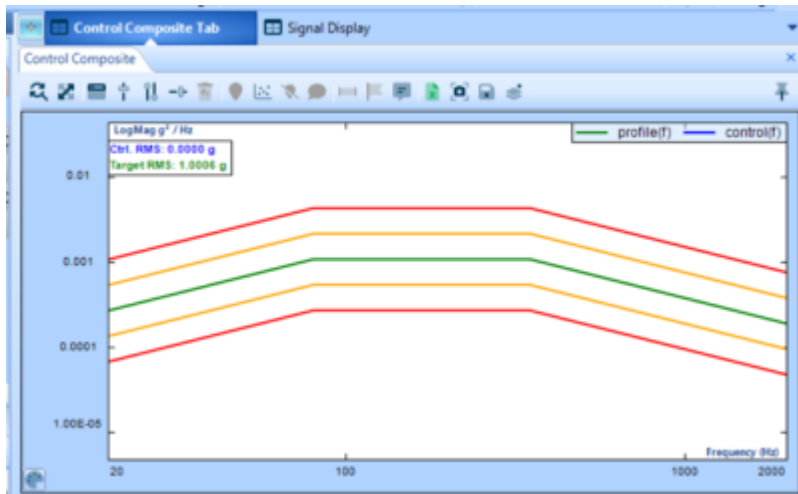 Control Composite Tab
Signal Display
Control Composite
LogMag g² / Hz
profile(f)
control(f)
Ctrl. RMS: 0.0000 g
Target RMS: 1.0006 g
0.01
0.001
0.0001
1.00E-05
Frequency (Hz)
20
100
1000
2000